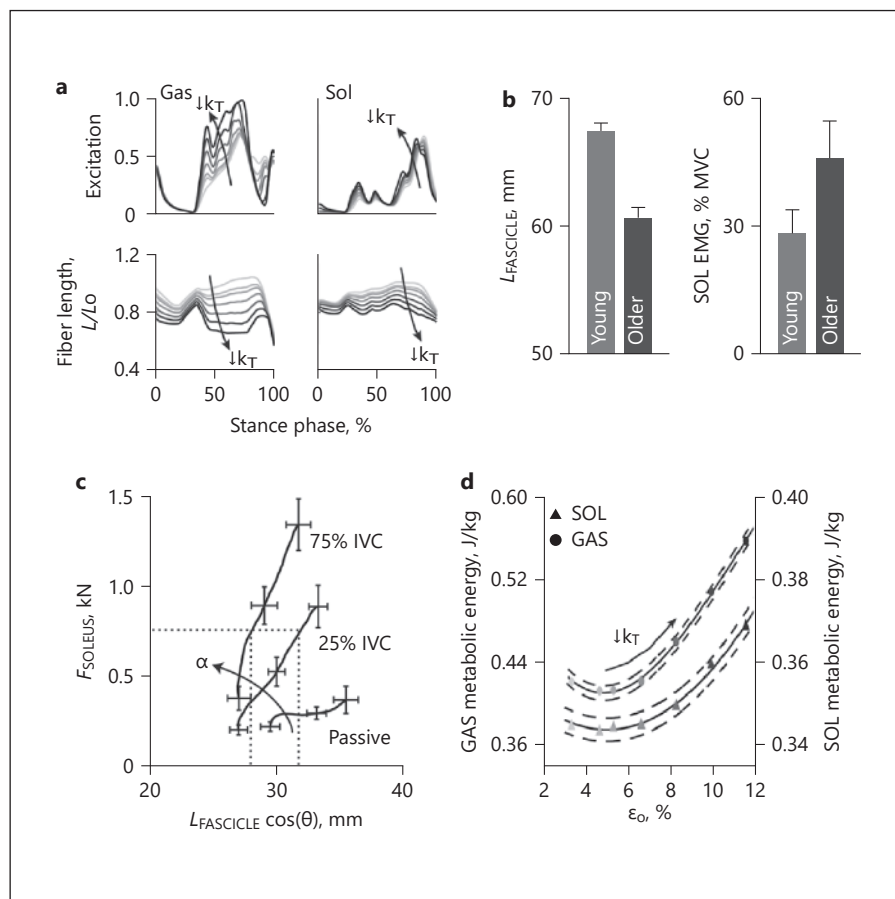 a
Gas
Sol
↓kT
↓kT
Excitation
1.0
0.5
0
Fiber length,
L/Lo
1.2
0.8
0.4
↓kT
↓kT
0 50 100
0 50 100
Stance phase, %
b
LFASCICLE, mm
70
60
50
Young
Older
SOL EMG, % MVC
60
30
0
Young
Older
c
FSOLEUS, kN
1.5
1.0
0.5
0
75% IVC
25% IVC
α
Passive
20 30 40
LFASCICLE cos(θ), mm
d
GAS metabolic energy, J/kg
0.60
0.52
0.44
0.36
▲ SOL
● GAS
↓kT
0.40
0.38
0.36
0.34
SOL metabolic energy, J/kg
2 4 6 8 10 12
εo, %